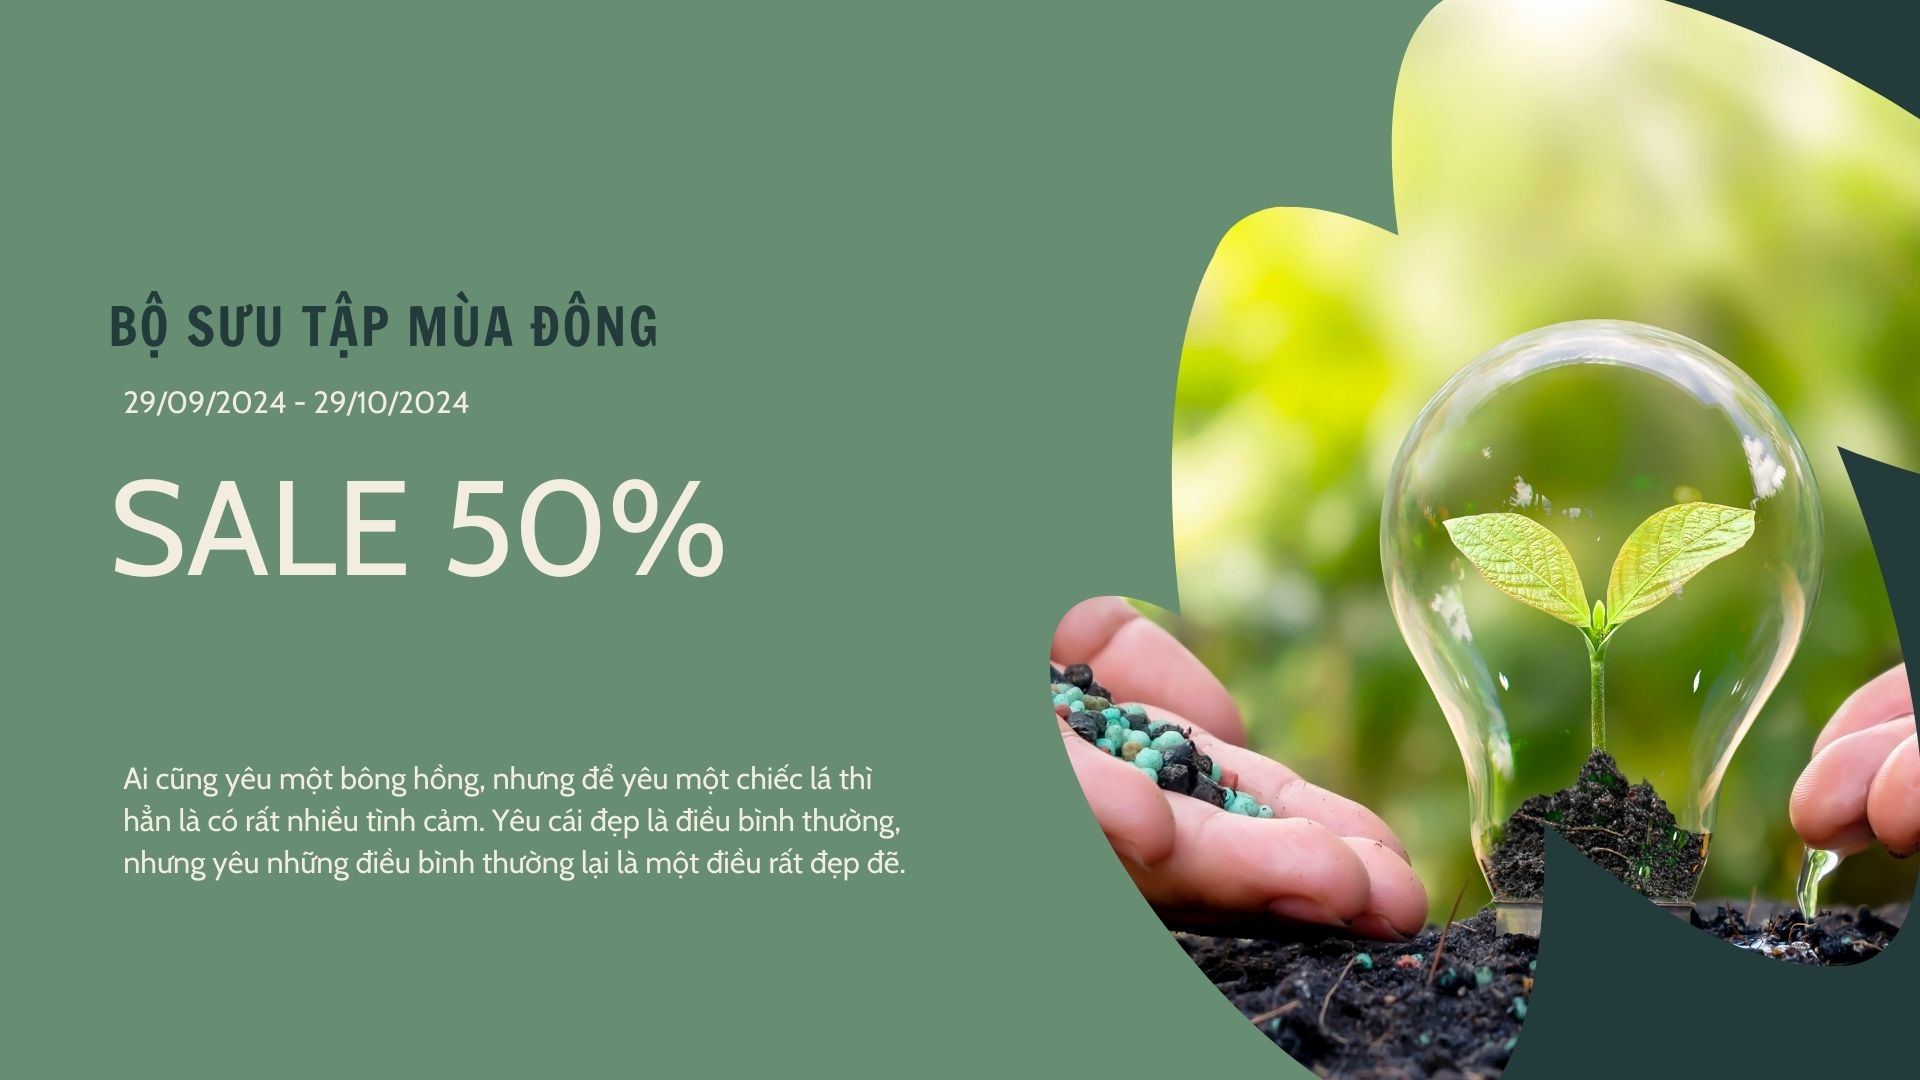 BỘ SƯU TẬP MÙA ĐÔNG
29/09/2024 - 29/10/2024
SALE 50%
Ai cũng yêu một bông hồng, nhưng để yêu một chiếc lá thì
hẳn là có rất nhiều tình cảm. Yêu cái đẹp là điều bình thường,
nhưng yêu những điều bình thường lại là một điều rất đẹp đẽ.